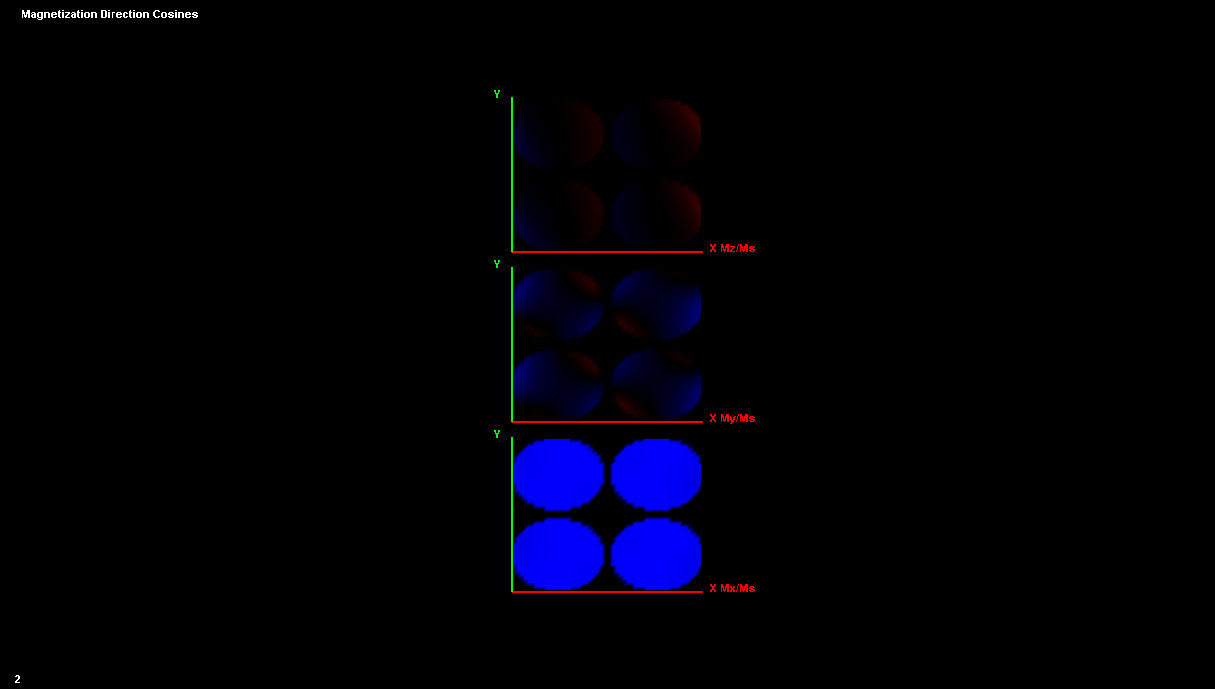 Magnetization Direction Cosines
Y
X Mz/Ms
Y
X My/Ms
Y
X Mx/Ms
2